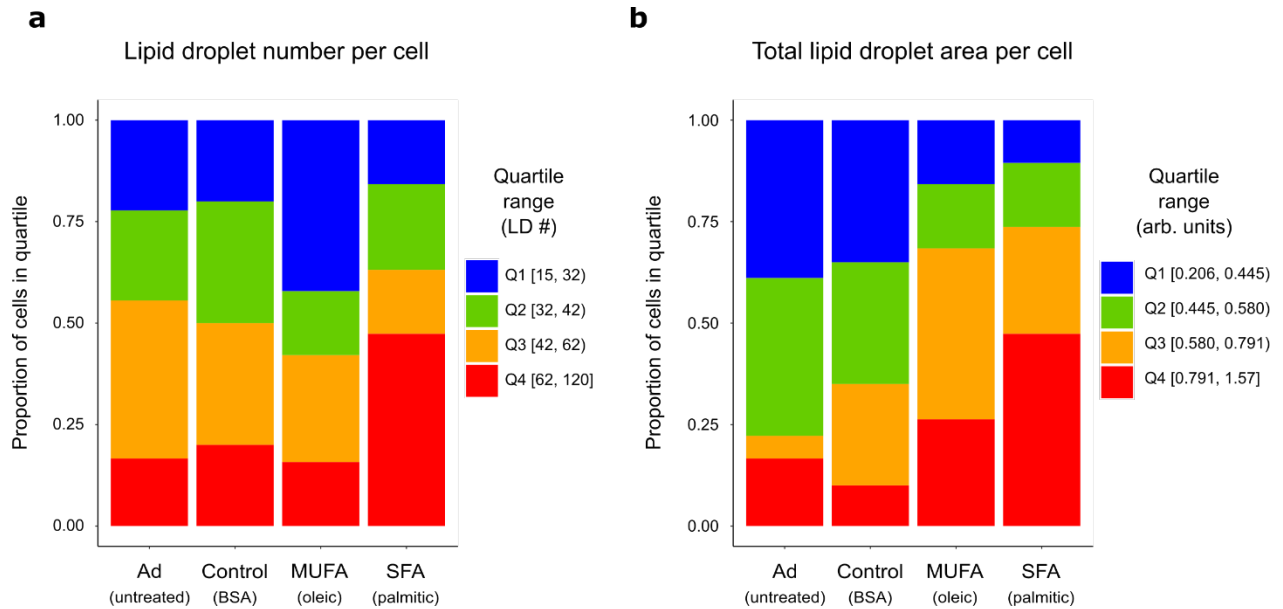 a
Lipid droplet number per cell
Proportion of cells in quartile
1.00
0.75
0.50
0.25
0.00
Ad
(untreated)
Control
(BSA)
MUFA
(oleic)
SFA
(palmitic)
Quartile
range
(LD #)
Q1 [15, 32)
Q2 [32, 42)
Q3 [42, 62)
Q4 [62, 120]
b
Total lipid droplet area per cell
Proportion of cells in quartile
1.00
0.75
0.50
0.25
0.00
Ad
(untreated)
Control
(BSA)
MUFA
(oleic)
SFA
(palmitic)
Quartile
range
(arb. units)
Q1 [0.206, 0.445)
Q2 [0.445, 0.580)
Q3 [0.580, 0.791)
Q4 [0.791, 1.57]